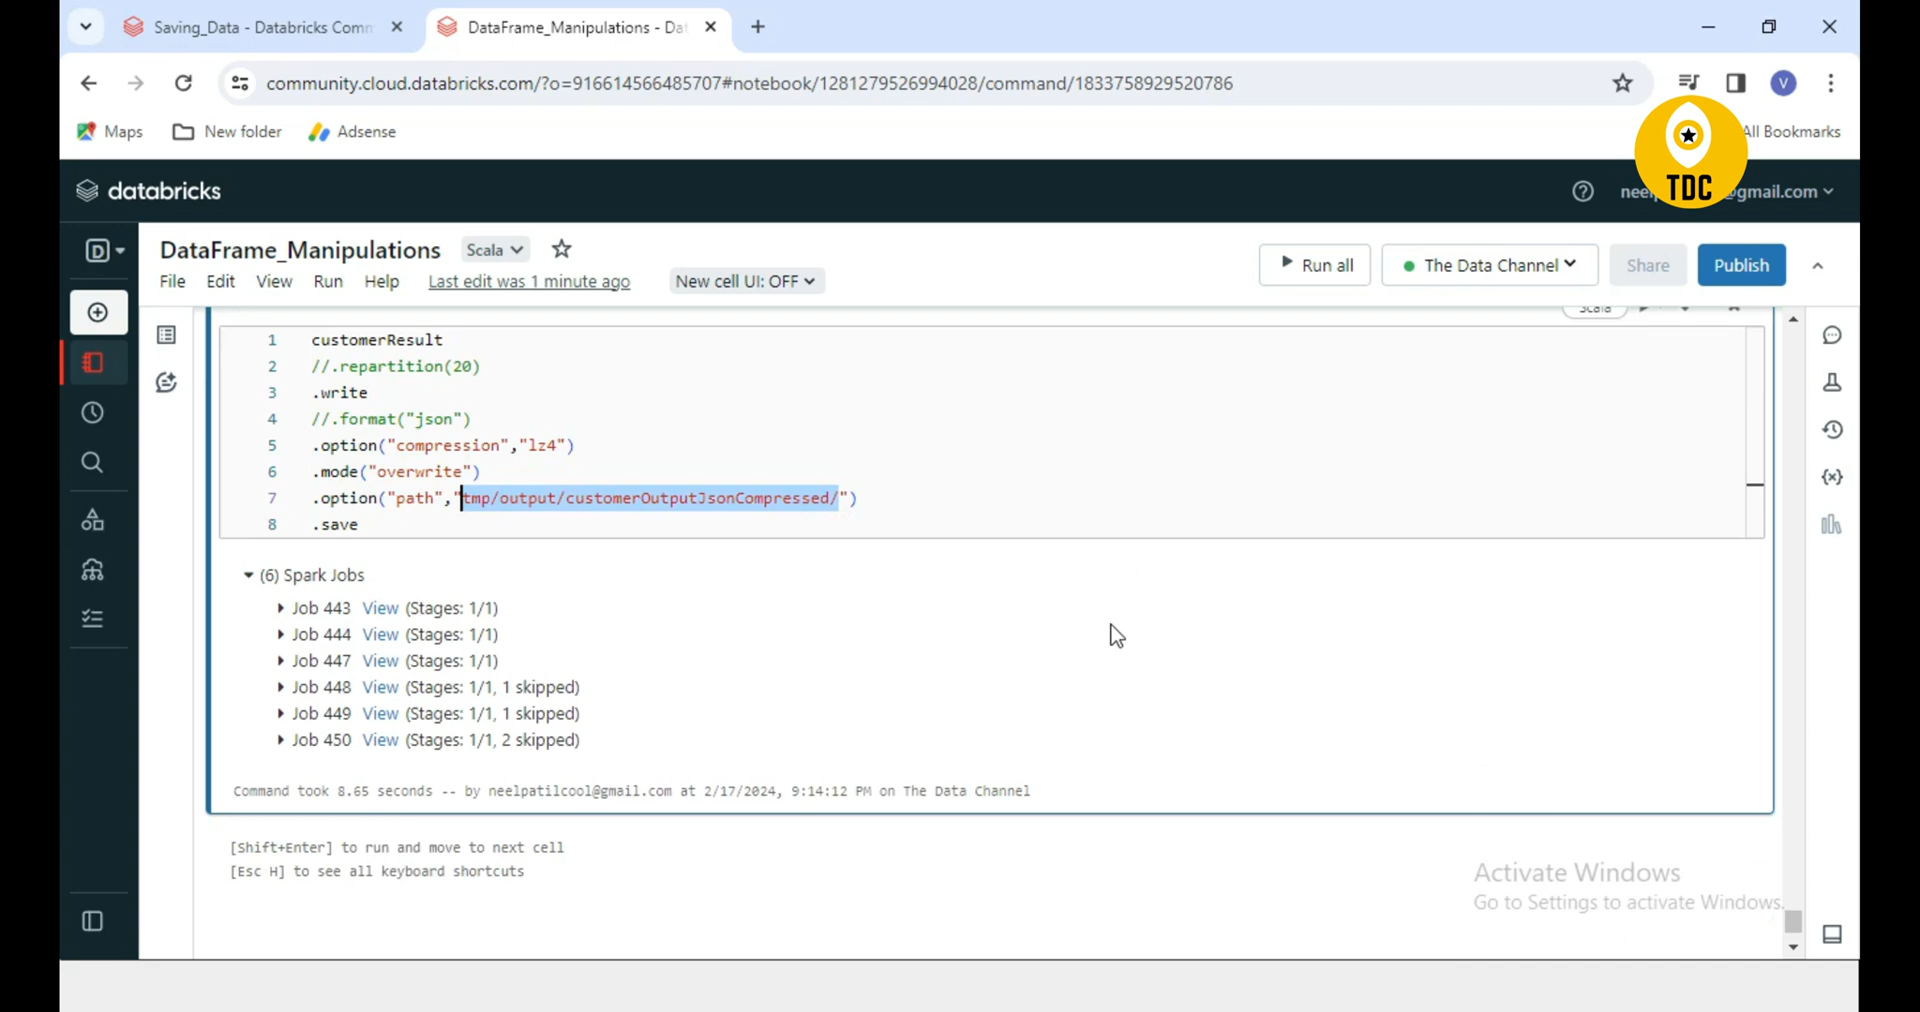 Saving_Data - Databricks Comm
DataFrame_Manipulations - Dat
community.cloud.databricks.com/?o=916614566485707#notebook/1281279526994028/command/1833758929520786
V
Maps
New folder
Adsense
All Bookmarks
TDC
databricks
@gmail.com
DataFrame_Manipulations
Scala
Run all
The Data Channel
Share
Publish
File
Edit
View
Run
Help
Last edit was 1 minute ago
New cell UI: OFF
Scala
1 customerResult
2 //.repartition(20)
3 .write
4 //.format("json")
5 .option("compression","lz4")
6 .mode("overwrite")
7 .option("path","tmp/output/customerOutputJsonCompressed/")
8 .save
(6) Spark Jobs
Job 443 View (Stages: 1/1)
Job 444 View (Stages: 1/1)
Job 447 View (Stages: 1/1)
Job 448 View (Stages: 1/1, 1 skipped)
Job 449 View (Stages: 1/1, 1 skipped)
Job 450 View (Stages: 1/1, 2 skipped)
Command took 8.65 seconds -- by neelpatilcool@gmail.com at 2/17/2024, 9:14:12 PM on The Data Channel
[Shift+Enter] to run and move to next cell
[Esc H] to see all keyboard shortcuts
Activate Windows
Go to Settings to activate Windows.